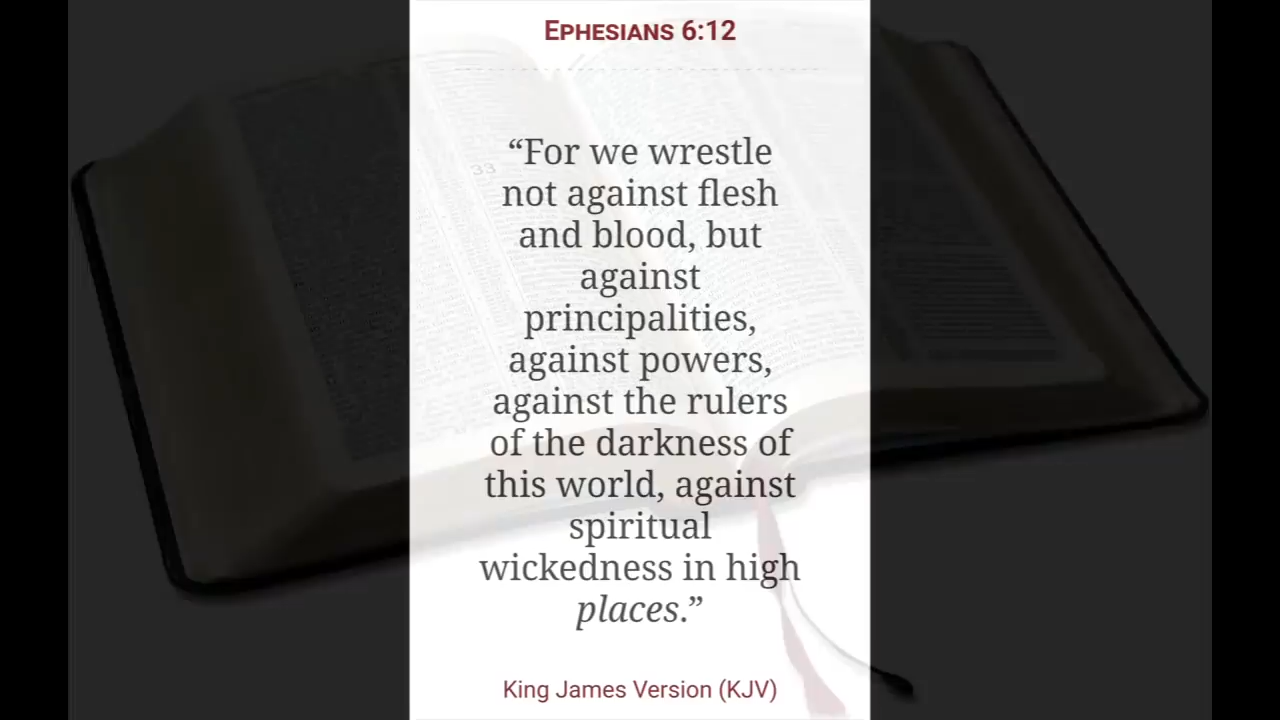 EPHESIANS 6:12
“For we wrestle
not against flesh
and blood, but
against
principalities,
against powers,
against the rulers
of the darkness of
this world, against
spiritual
wickedness in high
places.”
King James Version (KJV)
33